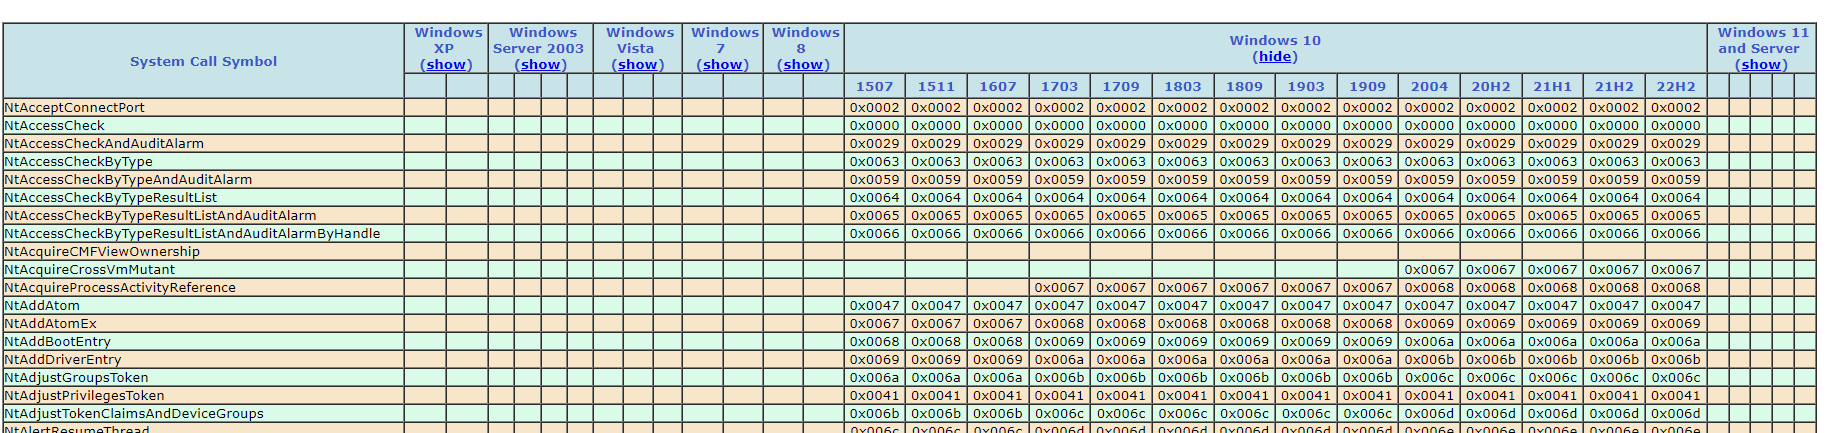 System Call Symbol Windows XP (show) Windows Server 2003 (show) Windows Vista (show) Windows 7 (show) Windows 8 (show) Windows 10 (hide) Windows 11 and Server (show)
1507 1511 1607 1703 1709 1803 1809 1903 1909 2004 20H2 21H1 21H2 22H2
NtAcceptConnectPort 0x0002 0x0002 0x0002 0x0002 0x0002 0x0002 0x0002 0x0002 0x0002 0x0002 0x0002 0x0002 0x0002 0x0002
NtAccessCheck 0x0000 0x0000 0x0000 0x0000 0x0000 0x0000 0x0000 0x0000 0x0000 0x0000 0x0000 0x0000 0x0000 0x0000
NtAccessCheckAndAuditAlarm 0x0029 0x0029 0x0029 0x0029 0x0029 0x0029 0x0029 0x0029 0x0029 0x0029 0x0029 0x0029 0x0029 0x0029
NtAccessCheckByType 0x0063 0x0063 0x0063 0x0063 0x0063 0x0063 0x0063 0x0063 0x0063 0x0063 0x0063 0x0063 0x0063 0x0063
NtAccessCheckByTypeAndAuditAlarm 0x0059 0x0059 0x0059 0x0059 0x0059 0x0059 0x0059 0x0059 0x0059 0x0059 0x0059 0x0059 0x0059 0x0059
NtAccessCheckByTypeResultList 0x0064 0x0064 0x0064 0x0064 0x0064 0x0064 0x0064 0x0064 0x0064 0x0064 0x0064 0x0064 0x0064 0x0064
NtAccessCheckByTypeResultListAndAuditAlarm 0x0065 0x0065 0x0065 0x0065 0x0065 0x0065 0x0065 0x0065 0x0065 0x0065 0x0065 0x0065 0x0065 0x0065
NtAccessCheckByTypeResultListAndAuditAlarmByHandle 0x0066 0x0066 0x0066 0x0066 0x0066 0x0066 0x0066 0x0066 0x0066 0x0066 0x0066 0x0066 0x0066 0x0066
NtAcquireCMFViewOwnership
NtAcquireCrossVmMutant 0x0067 0x0067 0x0067 0x0067 0x0067
NtAcquireProcessActivityReference 0x0067 0x0067 0x0067 0x0067 0x0067 0x0067 0x0068 0x0068 0x0068 0x0068 0x0068
NtAddAtom 0x0047 0x0047 0x0047 0x0047 0x0047 0x0047 0x0047 0x0047 0x0047 0x0047 0x0047 0x0047 0x0047 0x0047
NtAddAtomEx 0x0067 0x0067 0x0067 0x0068 0x0068 0x0068 0x0068 0x0068 0x0068 0x0069 0x0069 0x0069 0x0069 0x0069
NtAddBootEntry 0x0068 0x0068 0x0068 0x0069 0x0069 0x0069 0x0069 0x0069 0x0069 0x006a 0x006a 0x006a 0x006a 0x006a
NtAddDriverEntry 0x0069 0x0069 0x0069 0x006a 0x006a 0x006a 0x006a 0x006a 0x006a 0x006b 0x006b 0x006b 0x006b 0x006b
NtAdjustGroupsToken 0x006a 0x006a 0x006a 0x006b 0x006b 0x006b 0x006b 0x006b 0x006b 0x006c 0x006c 0x006c 0x006c 0x006c
NtAdjustPrivilegesToken 0x0041 0x0041 0x0041 0x0041 0x0041 0x0041 0x0041 0x0041 0x0041 0x0041 0x0041 0x0041 0x0041 0x0041
NtAdjustTokenClaimsAndDeviceGroups 0x006b 0x006b 0x006b 0x006c 0x006c 0x006c 0x006c 0x006c 0x006c 0x006d 0x006d 0x006d 0x006d 0x006d
NtAlertResumeThread 0x006c 0x006c 0x006c 0x006d 0x006d 0x006d 0x006d 0x006d 0x006d 0x006e 0x006e 0x006e 0x006e 0x006e